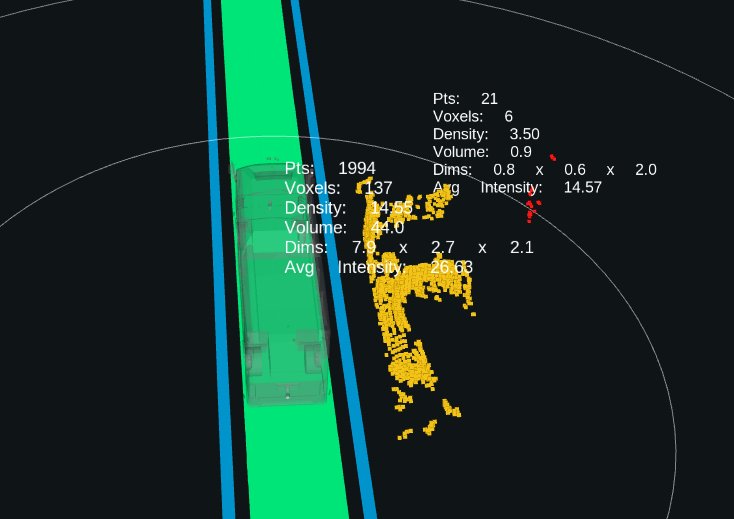 Pts: 21
Voxels: 6
Density: 3.50
Volume: 0.9
Dims: 0.8 x 0.6 x 2.0
Avg Intensity: 14.57
Pts: 1994
Voxels: 137
Density: 14.55
Volume: 44.0
Dims: 7.9 x 2.7 x 2.1
Avg Intensity: 26.63